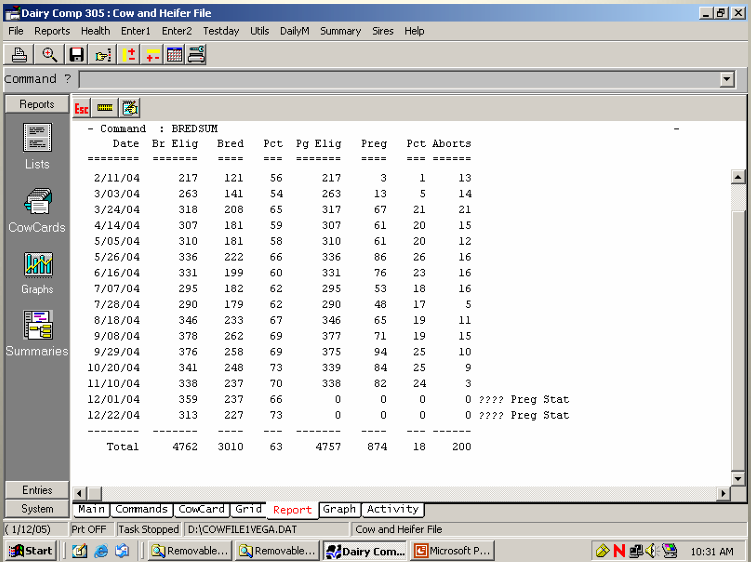 Dairy Comp 305 : Cow and Heifer File
File Reports Health Enter1 Enter2 Testday Utils DailyM Summary Sires Help
Command ?
Reports
Esc
- Command : BREDSUM -
Date Br Elig Bred Pct Pg Elig Preg Pct Aborts
======== ======= ==== === ======= ==== === ======
2/11/04 217 121 56 217 3 1 13
3/03/04 263 141 54 263 13 5 14
3/24/04 318 208 65 317 67 21 21
4/14/04 307 181 59 307 61 20 15
5/05/04 310 181 58 310 61 20 12
5/26/04 336 222 66 336 86 26 16
6/16/04 331 199 60 331 76 23 16
7/07/04 295 182 62 295 53 18 16
7/28/04 290 179 62 290 48 17 5
8/18/04 346 233 67 346 65 19 11
9/08/04 378 262 69 377 71 19 15
9/29/04 376 258 69 375 94 25 10
10/20/04 341 248 73 339 84 25 9
11/10/04 338 237 70 338 82 24 3
12/01/04 359 237 66 0 0 0 0 ???? Preg Stat
12/22/04 313 227 73 0 0 0 0 ???? Preg Stat
-------- ------- ---- --- ------- ---- --- ------
Total 4762 3010 63 4757 874 18 200
Lists
CowCards
Graphs
Summaries
Entries
System
Main Commands CowCard Grid Report Graph Activity
( 1/12/05) Prt OFF Task Stopped D:\COWFILE1VEGA.DAT Cow and Heifer File
Start Removable... Removable... Dairy Com... Microsoft P... N 10:31 AM